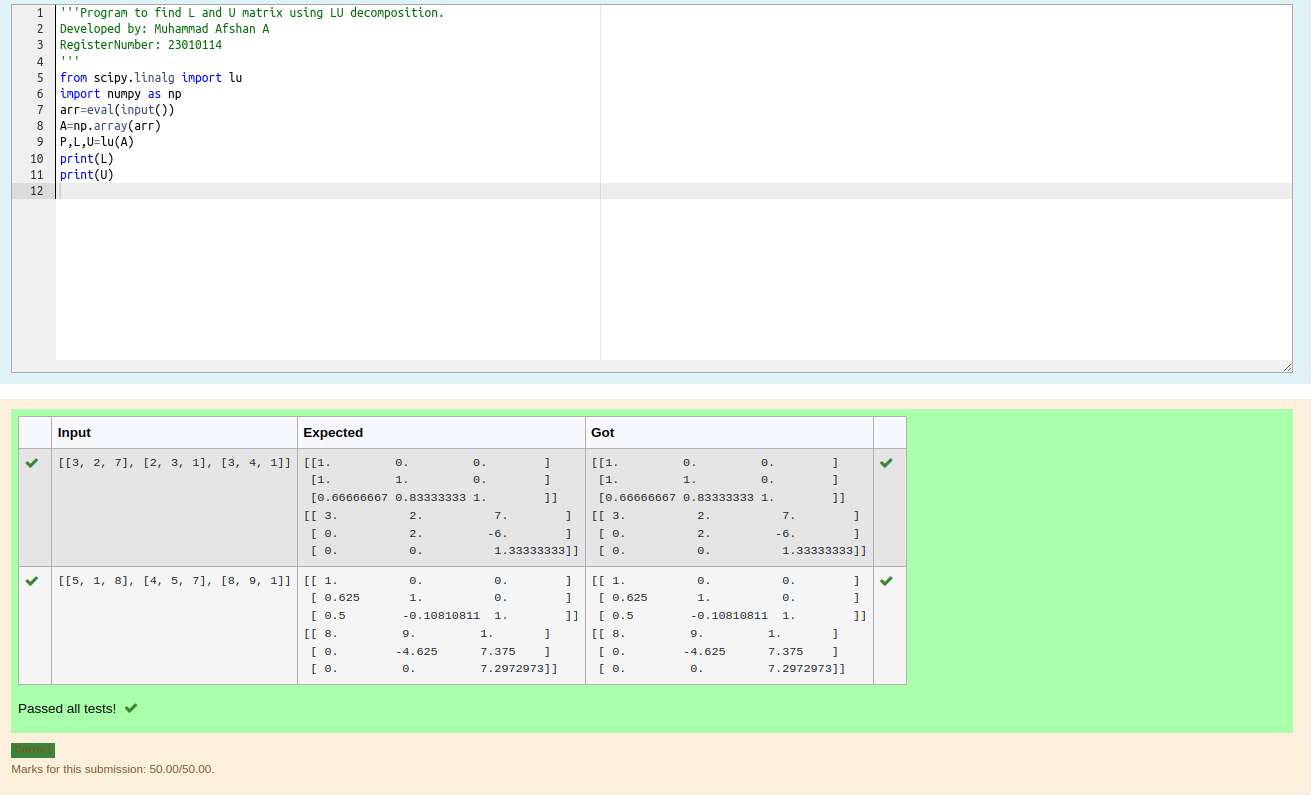 1 '''Program to find L and U matrix using LU decomposition.
2 Developed by: Muhammad Afshan A
3 RegisterNumber: 23010114
4 '''
5 from scipy.linalg import lu
6 import numpy as np
7 arr=eval(input())
8 A=np.array(arr)
9 P,L,U=lu(A)
10 print(L)
11 print(U)
12
Input Expected Got
[[3, 2, 7], [2, 3, 1], [3, 4, 1]] [[1. 0. 0. ] [[1. 0. 0. ]
[1. 1. 0. ] [1. 1. 0. ]
[0.66666667 0.83333333 1. ]] [0.66666667 0.83333333 1. ]]
[[ 3. 2. 7. ] [[ 3. 2. 7. ]
[ 0. 2. -6. ] [ 0. 2. -6. ]
[ 0. 0. 1.33333333]] [ 0. 0. 1.33333333]]
[[5, 1, 8], [4, 5, 7], [8, 9, 1]] [[ 1. 0. 0. ] [[ 1. 0. 0. ]
[ 0.625 1. 0. ] [ 0.625 1. 0. ]
[ 0.5 -0.10810811 1. ]] [ 0.5 -0.10810811 1. ]]
[[ 8. 9. 1. ] [[ 8. 9. 1. ]
[ 0. -4.625 7.375 ] [ 0. -4.625 7.375 ]
[ 0. 0. 7.2972973]] [ 0. 0. 7.2972973]]
Passed all tests!
Correct
Marks for this submission: 50.00/50.00.